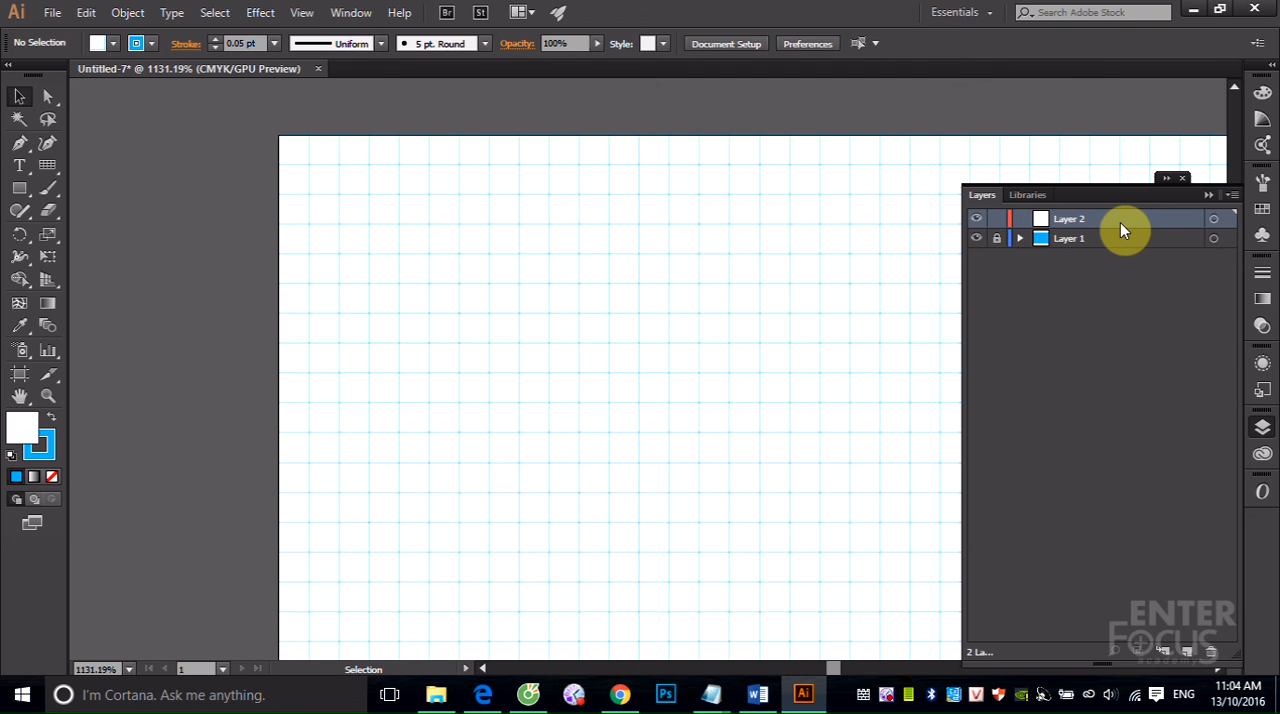 Ai File Edit Object Type Select Effect View Window Help Br St Essentials Search Adobe Stock
No Selection Stroke: 0.05 pt Uniform 5 pt. Round Opacity: 100% Style: Document Setup Preferences
Untitled-7* @ 1131.19% (CMYK/GPU Preview)
Layers Libraries
Layer 2
Layer 1
ENTER
FOCUS
academy
2 La...
1131.19% 1 Selection
I'm Cortana. Ask me anything. Ps Ai ENG 11:04 AM
13/10/2016